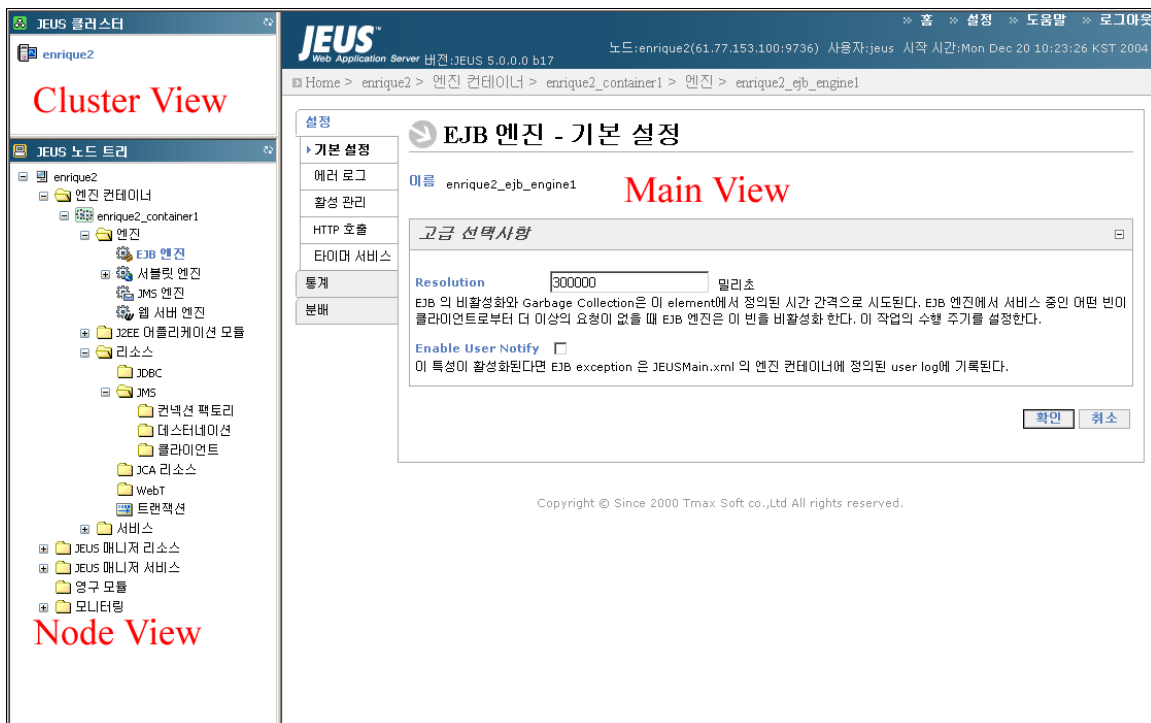 JEUS 클러스터
enrique2
Cluster View
JEUS 노드 트리
enrique2
엔진 컨테이너
enrique2_container1
엔진
EJB 엔진
서블릿 엔진
JMS 엔진
웹 서버 엔진
J2EE 어플리케이션 모듈
리소스
JDBC
JMS
컨넥션 팩토리
데스터네이션
클라이언트
JCA 리소스
WebT
트랜잭션
서비스
JEUS 매니저 리소스
JEUS 매니저 서비스
영구 모듈
모니터링
Node View
» 홈 » 설정 » 도움말 » 로그아웃
JEUS™
Web Application Server 버전:JEUS 5.0.0.0 b17
노드:enrique2(61.77.153.100:9736) 사용자:jeus 시작 시간:Mon Dec 20 10:23:26 KST 2004
Home > enrique2 > 엔진 컨테이너 > enrique2_container1 > 엔진 > enrique2_ejb_engine1
설정
기본 설정
에러 로그
활성 관리
HTTP 호출
타이머 서비스
통계
분배
EJB 엔진 - 기본 설정
이름 enrique2_ejb_engine1
Main View
고급 선택사항
Resolution 300000 밀리초
EJB 의 비활성화와 Garbage Collection은 이 element에서 정의된 시간 간격으로 시도된다. EJB 엔진에서 서비스 중인 어떤 빈이
클라이언트로부터 더 이상의 요청이 없을 때 EJB 엔진은 이 빈을 비활성화 한다. 이 작업의 수행 주기를 설정한다.
Enable User Notify
이 특성이 활성화된다면 EJB exception 은 JEUSMain.xml 의 엔진 컨테이너에 정의된 user log에 기록된다.
확인 취소
Copyright © Since 2000 Tmax Soft co.,Ltd All rights reserved.